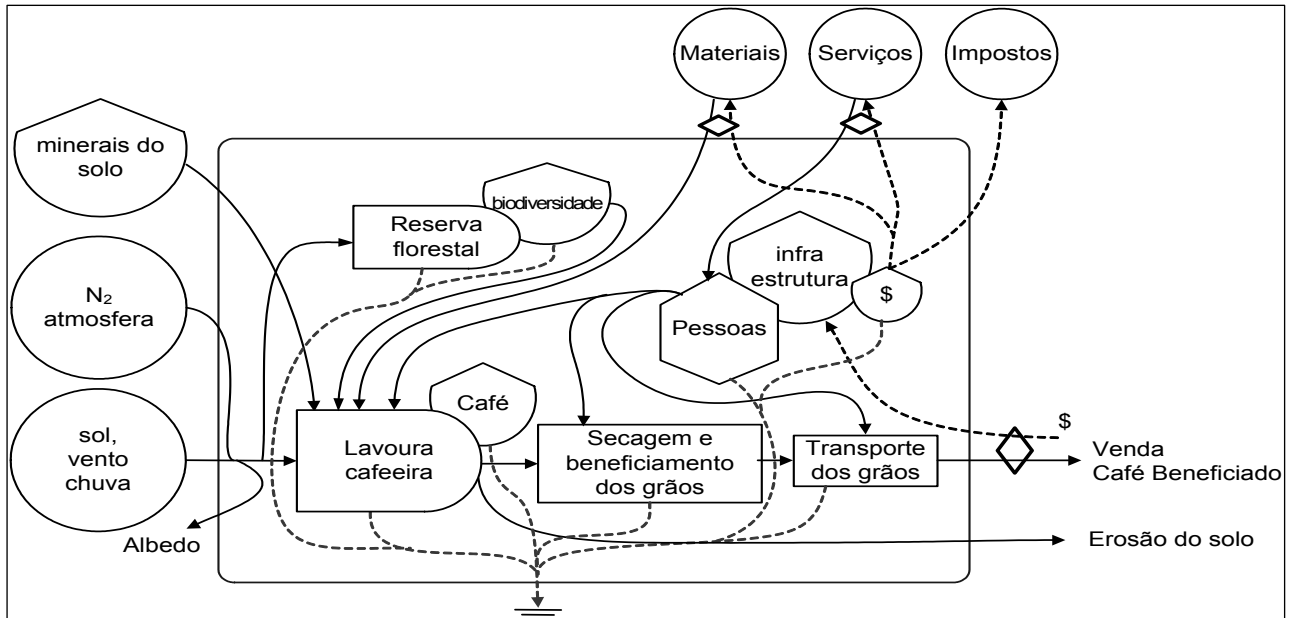 Materiais
Serviços
Impostos
minerais do
solo
biodiversidade
Reserva
florestal
infra
estrutura
$
N₂
atmosfera
Pessoas
Café
$
sol,
vento
chuva
Lavoura
cafeeira
Secagem e
beneficiamento
dos grãos
Transporte
dos grãos
Venda
Café Beneficiado
Albedo
Erosão do solo